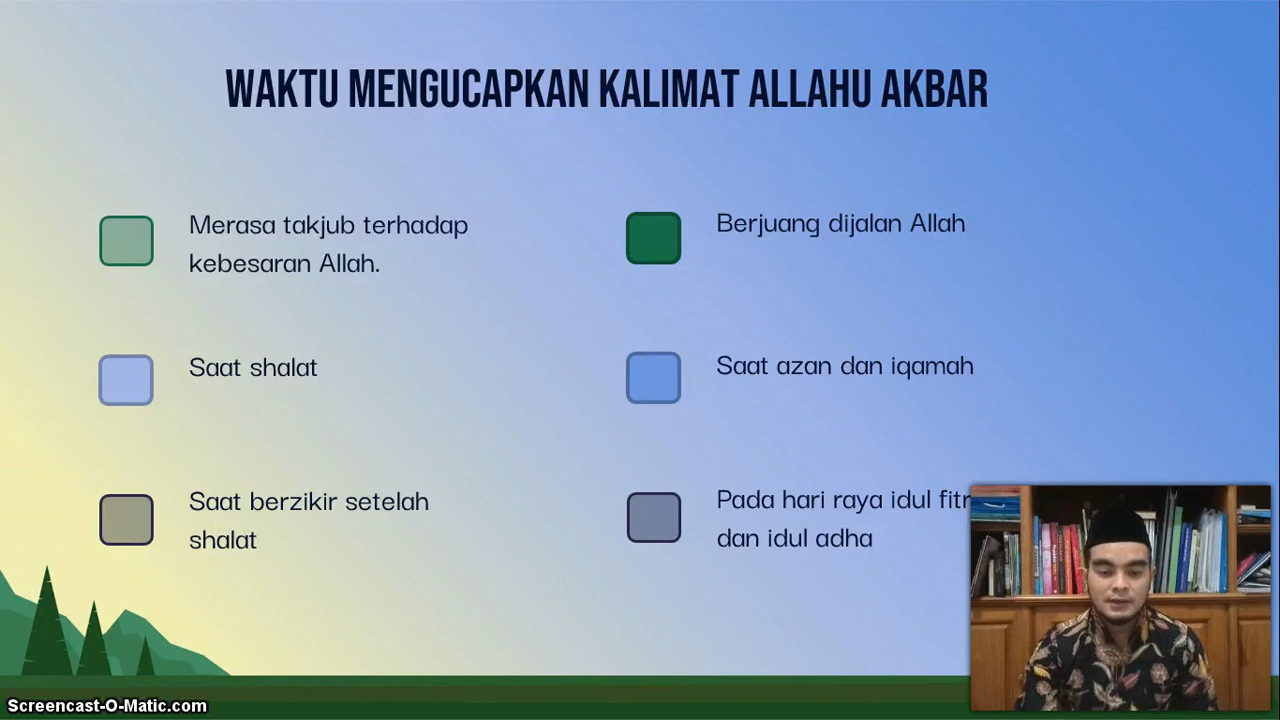 WAKTU MENGUCAPKAN KALIMAT ALLAHU AKBAR
Merasa takjub terhadap
kebesaran Allah.
Berjuang dijalan Allah
Saat shalat
Saat azan dan iqamah
Saat berzikir setelah
shalat
Pada hari raya idul fitr
dan idul adha
Screencast-O-Matic.com